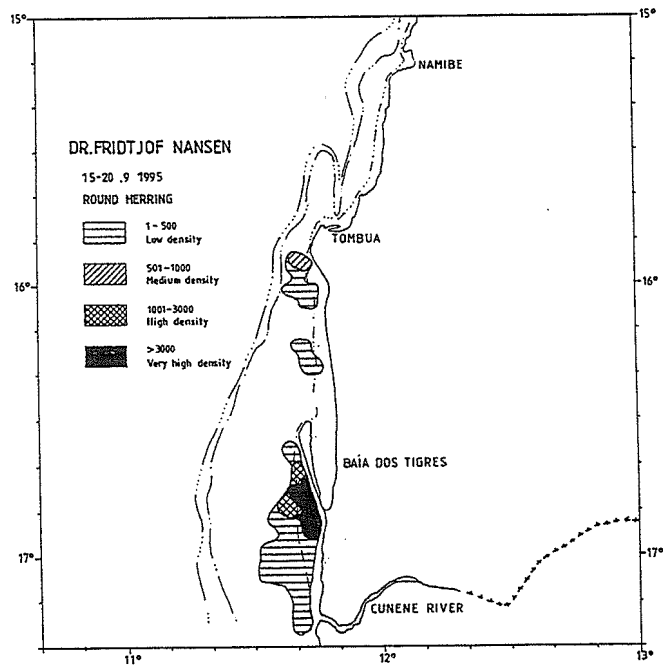 15°
15°
NAMIBE
DR.FRIDTJOF NANSEN
15-20 .9 1995
ROUND HERRING
1-500
Low density
501-1000
Medium density
1001-3000
High density
>3000
Very high density
TOMBUA
16°
16°
BAÍA DOS TIGRES
17°
17°
CUNENE RIVER
11°
12°
13°